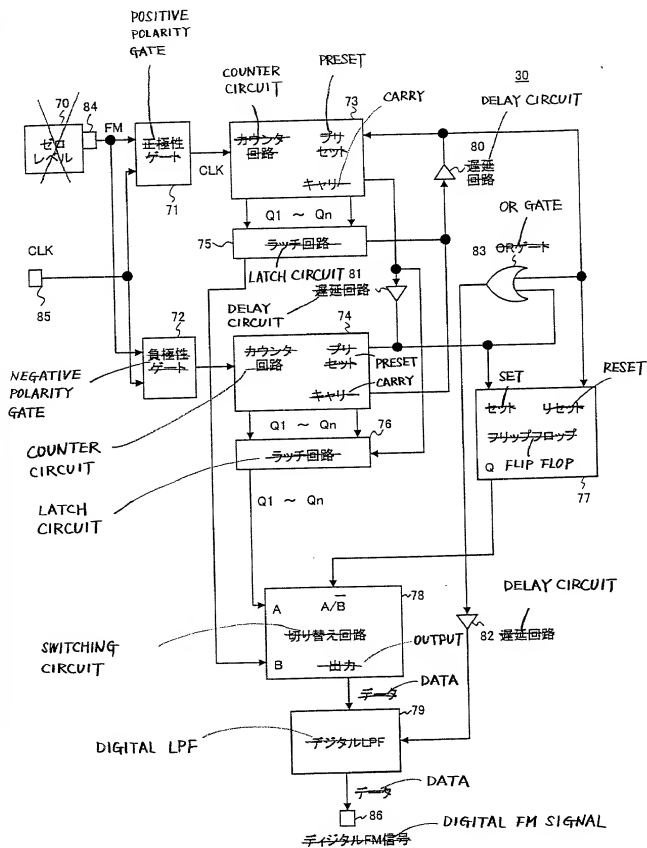 POSITIVE
POLARITY
GATE
COUNTER
CIRCUIT
PRESET
CARRY
30
DELAY CIRCUIT
70
84
FM
ゼロ
レベル
正極性
ゲート
71
CLK
73
カウンタ
回路
プリ
セット
キャリー
80
遅延
回路
OR GATE
83
ORゲート
Q1 ~ Qn
75
ラッチ回路
LATCH CIRCUIT
CLK
85
81
遅延回路
DELAY
CIRCUIT
72
負極性
ゲート
NEGATIVE
POLARITY
GATE
74
カウンタ
回路
プリ
セット
PRESET
キャリー
CARRY
SET
RESET
セット
リセット
フリップフロップ
Q
FLIP FLOP
77
COUNTER
CIRCUIT
Q1 ~ Qn
76
ラッチ回路
LATCH
CIRCUIT
Q1 ~ Qn
78
A
A/B̅
切り替え回路
B
出力
OUTPUT
SWITCHING
CIRCUIT
DELAY CIRCUIT
82
遅延回路
データ
DATA
79
デジタルLPF
DIGITAL LPF
データ
DATA
86
ディジタルFM信号
DIGITAL FM SIGNAL